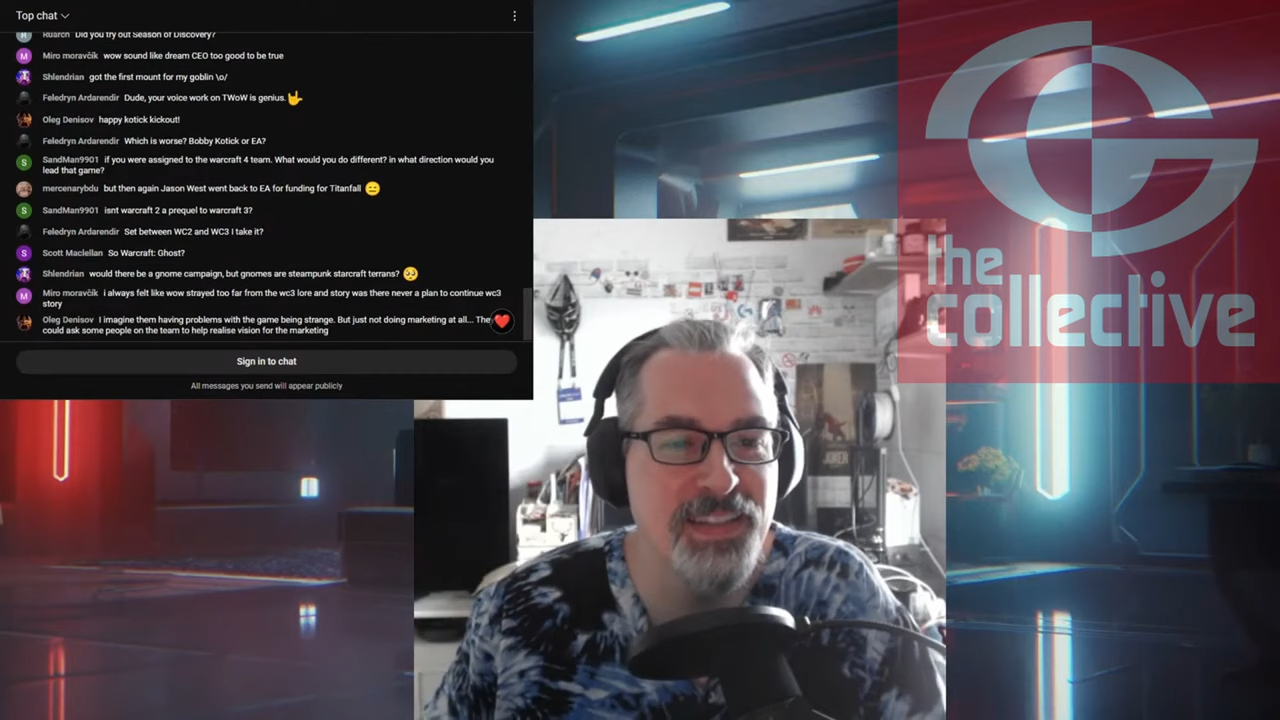 Top chat
Ruarch Did you try out Season of Discovery?
M Miro moravčík wow sound like dream CEO too good to be true
Shlendrian got the first mount for my goblin \o/
Feledryn Ardarendir Dude, your voice work on TWoW is genius.
Oleg Denisov happy kotick kickout!
Feledryn Ardarendir Which is worse? Bobby Kotick or EA?
S SandMan9901 if you were assigned to the warcraft 4 team. What would you do different? in what direction would you
lead that game?
mercenarybdu but then again Jason West went back to EA for funding for Titanfall
S SandMan9901 isnt warcraft 2 a prequel to warcraft 3?
Feledryn Ardarendir Set between WC2 and WC3 I take it?
S Scott Maclellan So Warcraft: Ghost?
Shlendrian would there be a gnome campaign, but gnomes are steampunk starcraft terrans?
M Miro moravčík i always felt like wow strayed too far from the wc3 lore and story was there never a plan to continue wc3
story
Oleg Denisov I imagine them having problems with the game being strange. But just not doing marketing at all... The
could ask some people on the team to help realise vision for the marketing
Sign in to chat
All messages you send will appear publicly
the
collective
JOKER